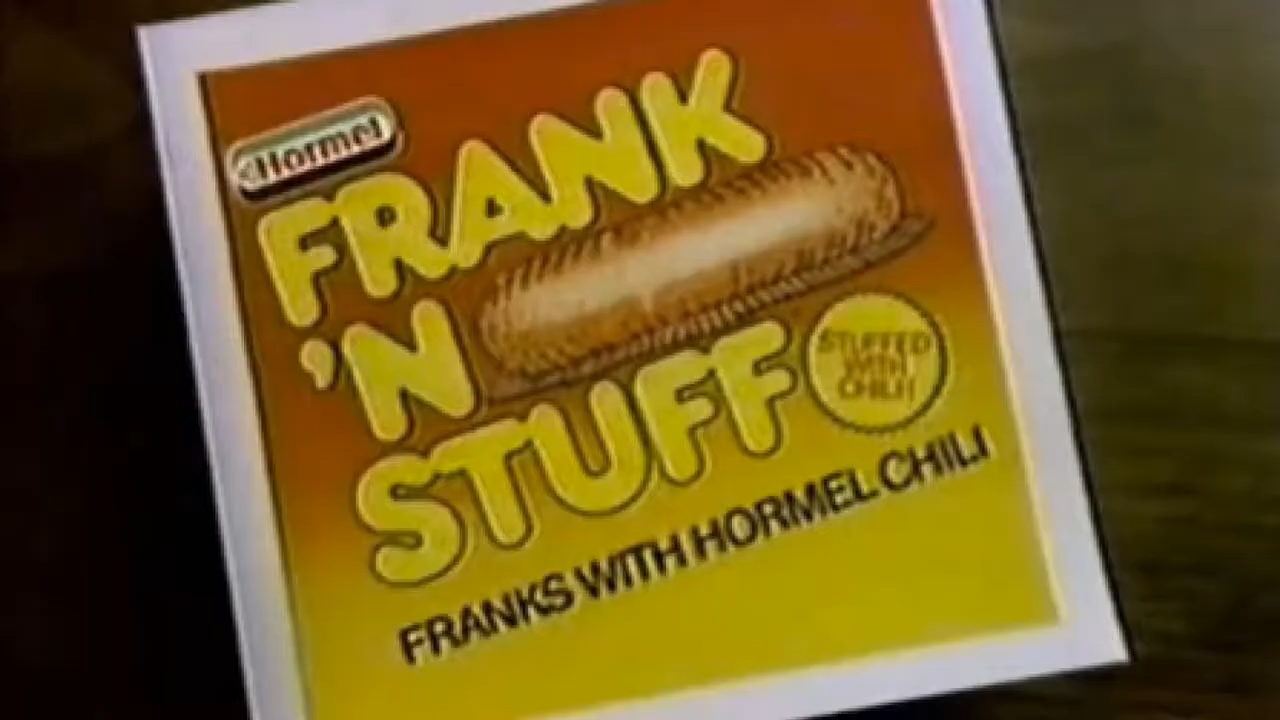 Hormel
FRANK
'N
STUFF
STUFFED
WITH
CHILI!
FRANKS WITH HORMEL CHILI